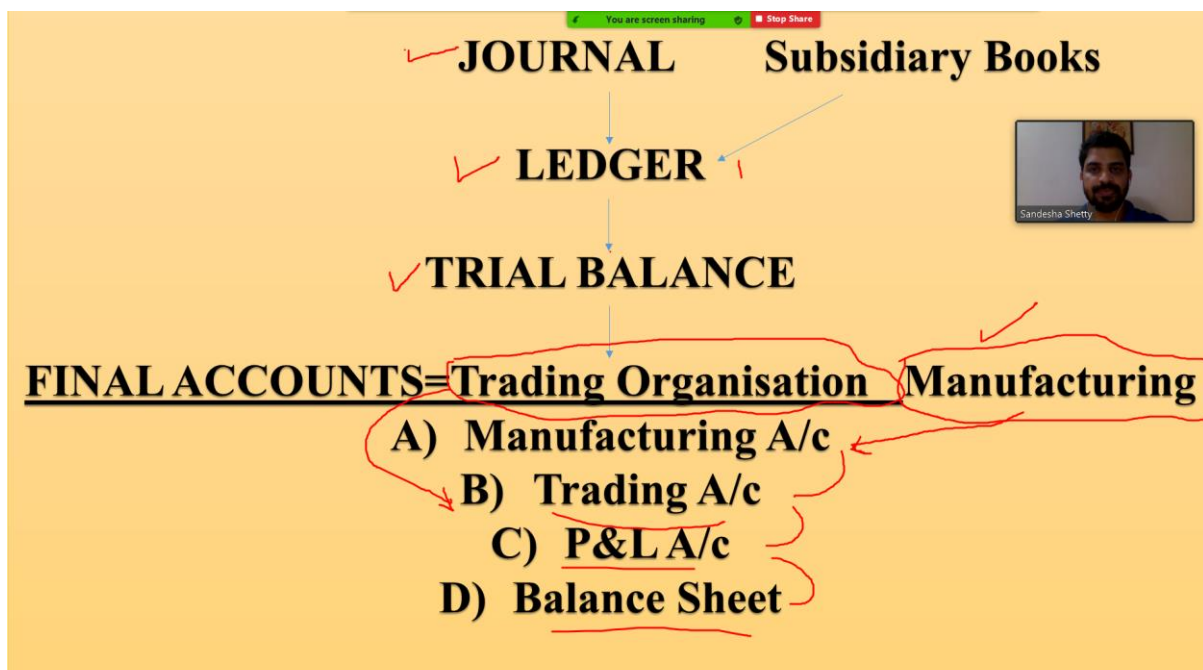 You are screen sharing Stop Share
JOURNAL Subsidiary Books
LEDGER
Sandesha Shetty
TRIAL BALANCE
FINAL ACCOUNTS=Trading Organisation Manufacturing
A) Manufacturing A/c
B) Trading A/c
C) P&L A/c
D) Balance Sheet